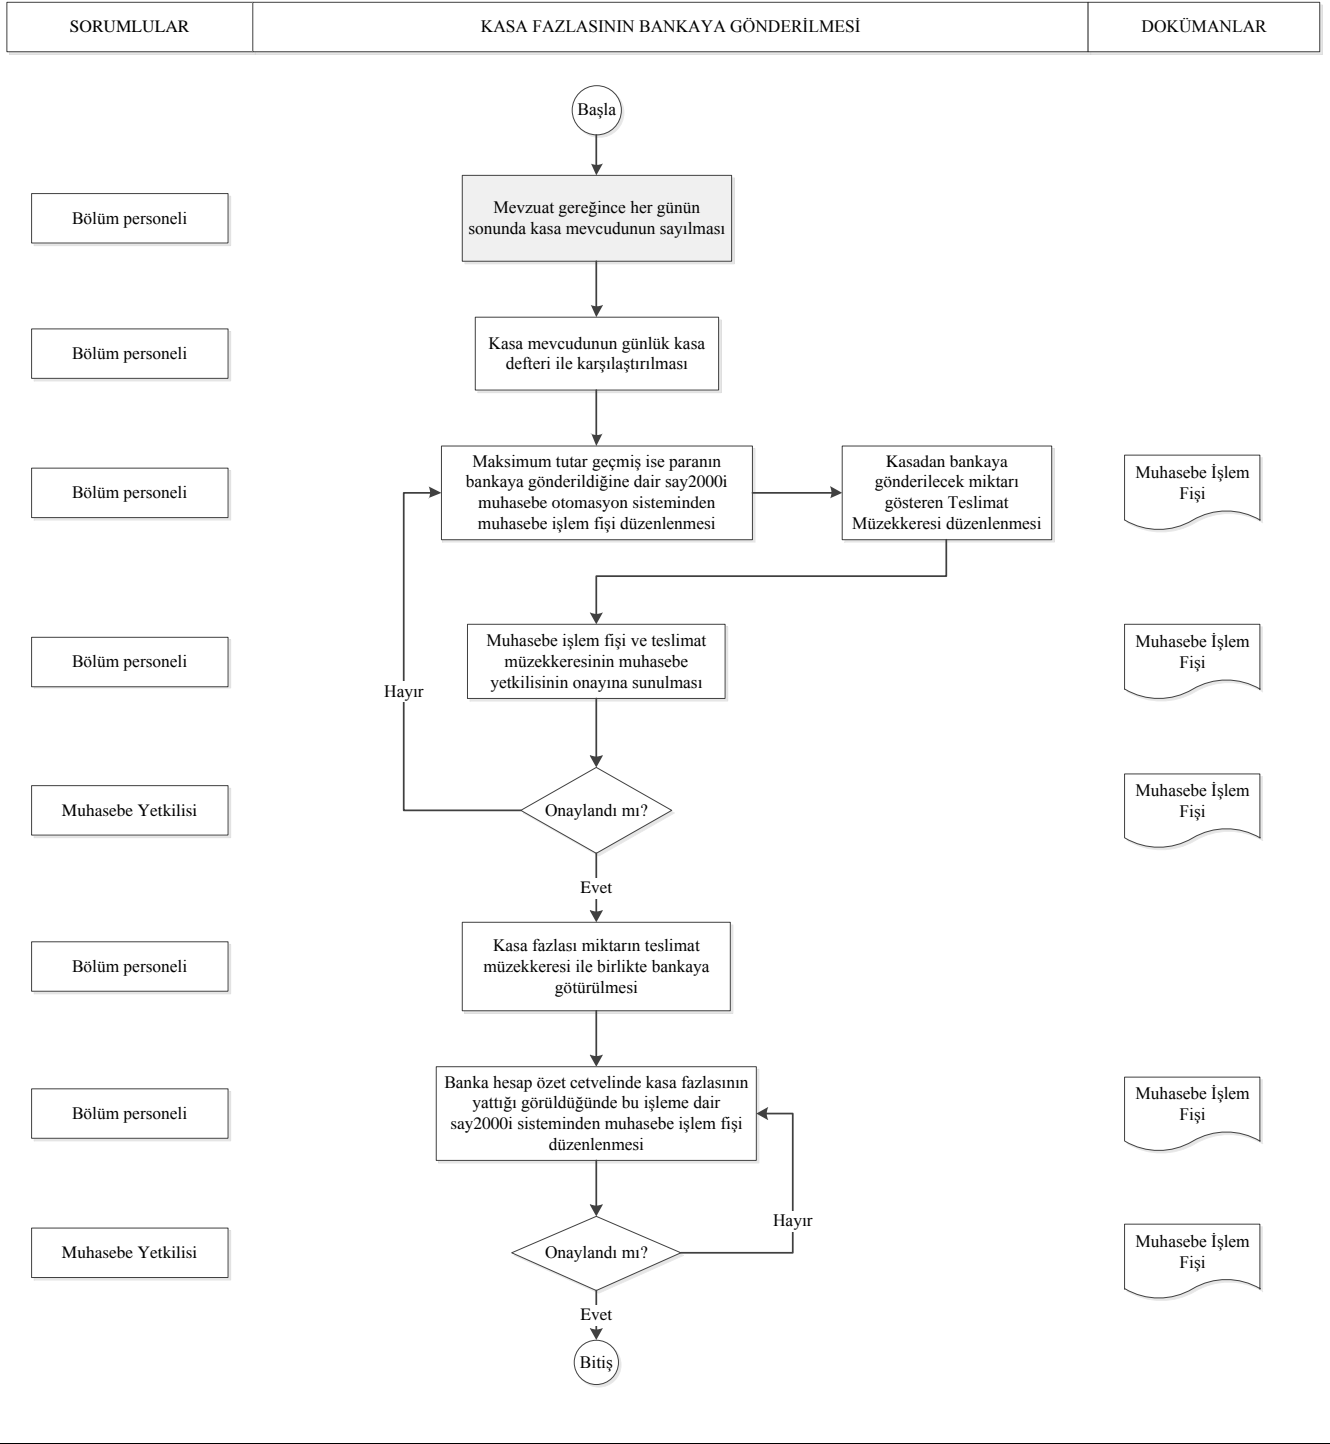 SORUMLULAR
KASA FAZLASININ BANKAYA GÖNDERİLMESİ
DOKÜMANLAR
Başla
Bölüm personeli
Mevzuat gereğince her günün
sonunda kasa mevcudunun sayılması
Bölüm personeli
Kasa mevcudunun günlük kasa
defteri ile karşılaştırılması
Bölüm personeli
Maksimum tutar geçmiş ise paranın
bankaya gönderildiğine dair say2000i
muhasebe otomasyon sisteminden
muhasebe işlem fişi düzenlenmesi
Kasadan bankaya
gönderilecek miktarı
gösteren Teslimat
Müzekkeresi düzenlenmesi
Muhasebe İşlem
Fişi
Bölüm personeli
Muhasebe işlem fişi ve teslimat
müzekkeresinin muhasebe
yetkilisinin onayına sunulması
Muhasebe İşlem
Fişi
Hayır
Muhasebe Yetkilisi
Onaylandı mı?
Muhasebe İşlem
Fişi
Evet
Bölüm personeli
Kasa fazlası miktarın teslimat
müzekkeresi ile birlikte bankaya
götürülmesi
Bölüm personeli
Banka hesap özet cetvelinde kasa fazlasının
yattığı görüldüğünde bu işleme dair
say2000i sisteminden muhasebe işlem fişi
düzenlenmesi
Muhasebe İşlem
Fişi
Hayır
Muhasebe Yetkilisi
Onaylandı mı?
Muhasebe İşlem
Fişi
Evet
Bitiş